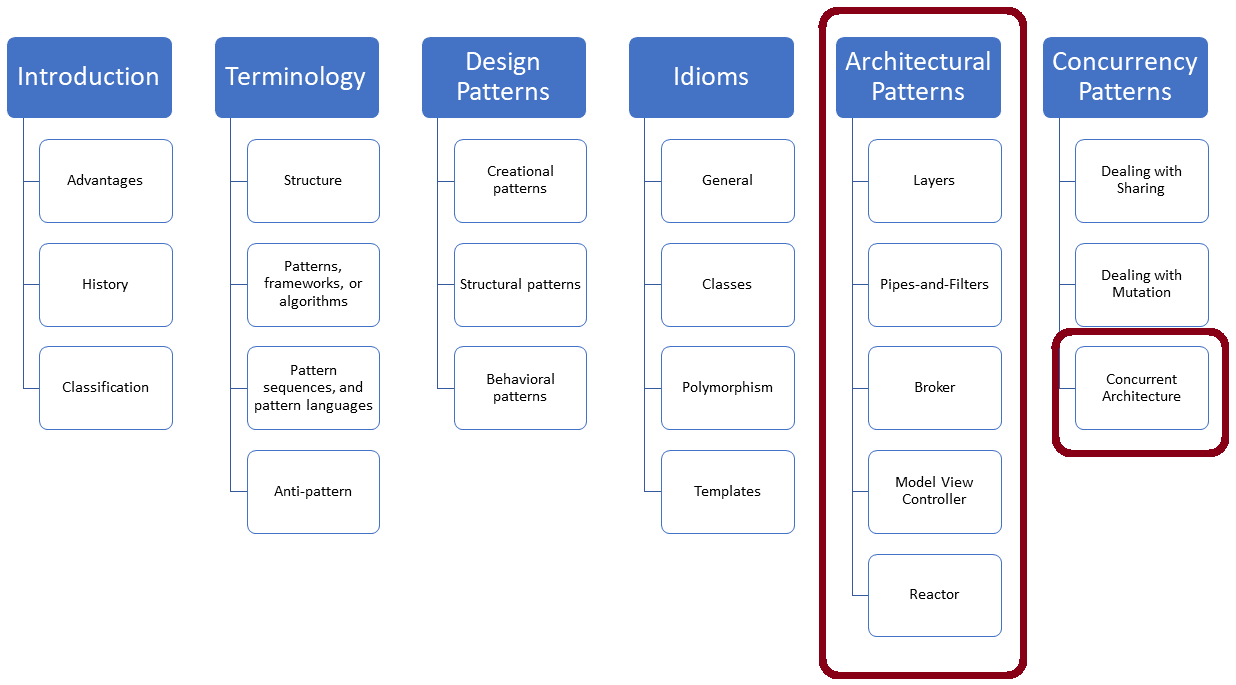 Introduction
Advantages
History
Classification
Terminology
Structure
Patterns,
frameworks, or
algorithms
Pattern
sequences, and
pattern languages
Anti-pattern
Design
Patterns
Creational
patterns
Structural patterns
Behavioral
patterns
Idioms
General
Classes
Polymorphism
Templates
Architectural
Patterns
Layers
Pipes-and-Filters
Broker
Model View
Controller
Reactor
Concurrency
Patterns
Dealing with
Sharing
Dealing with
Mutation
Concurrent
Architecture